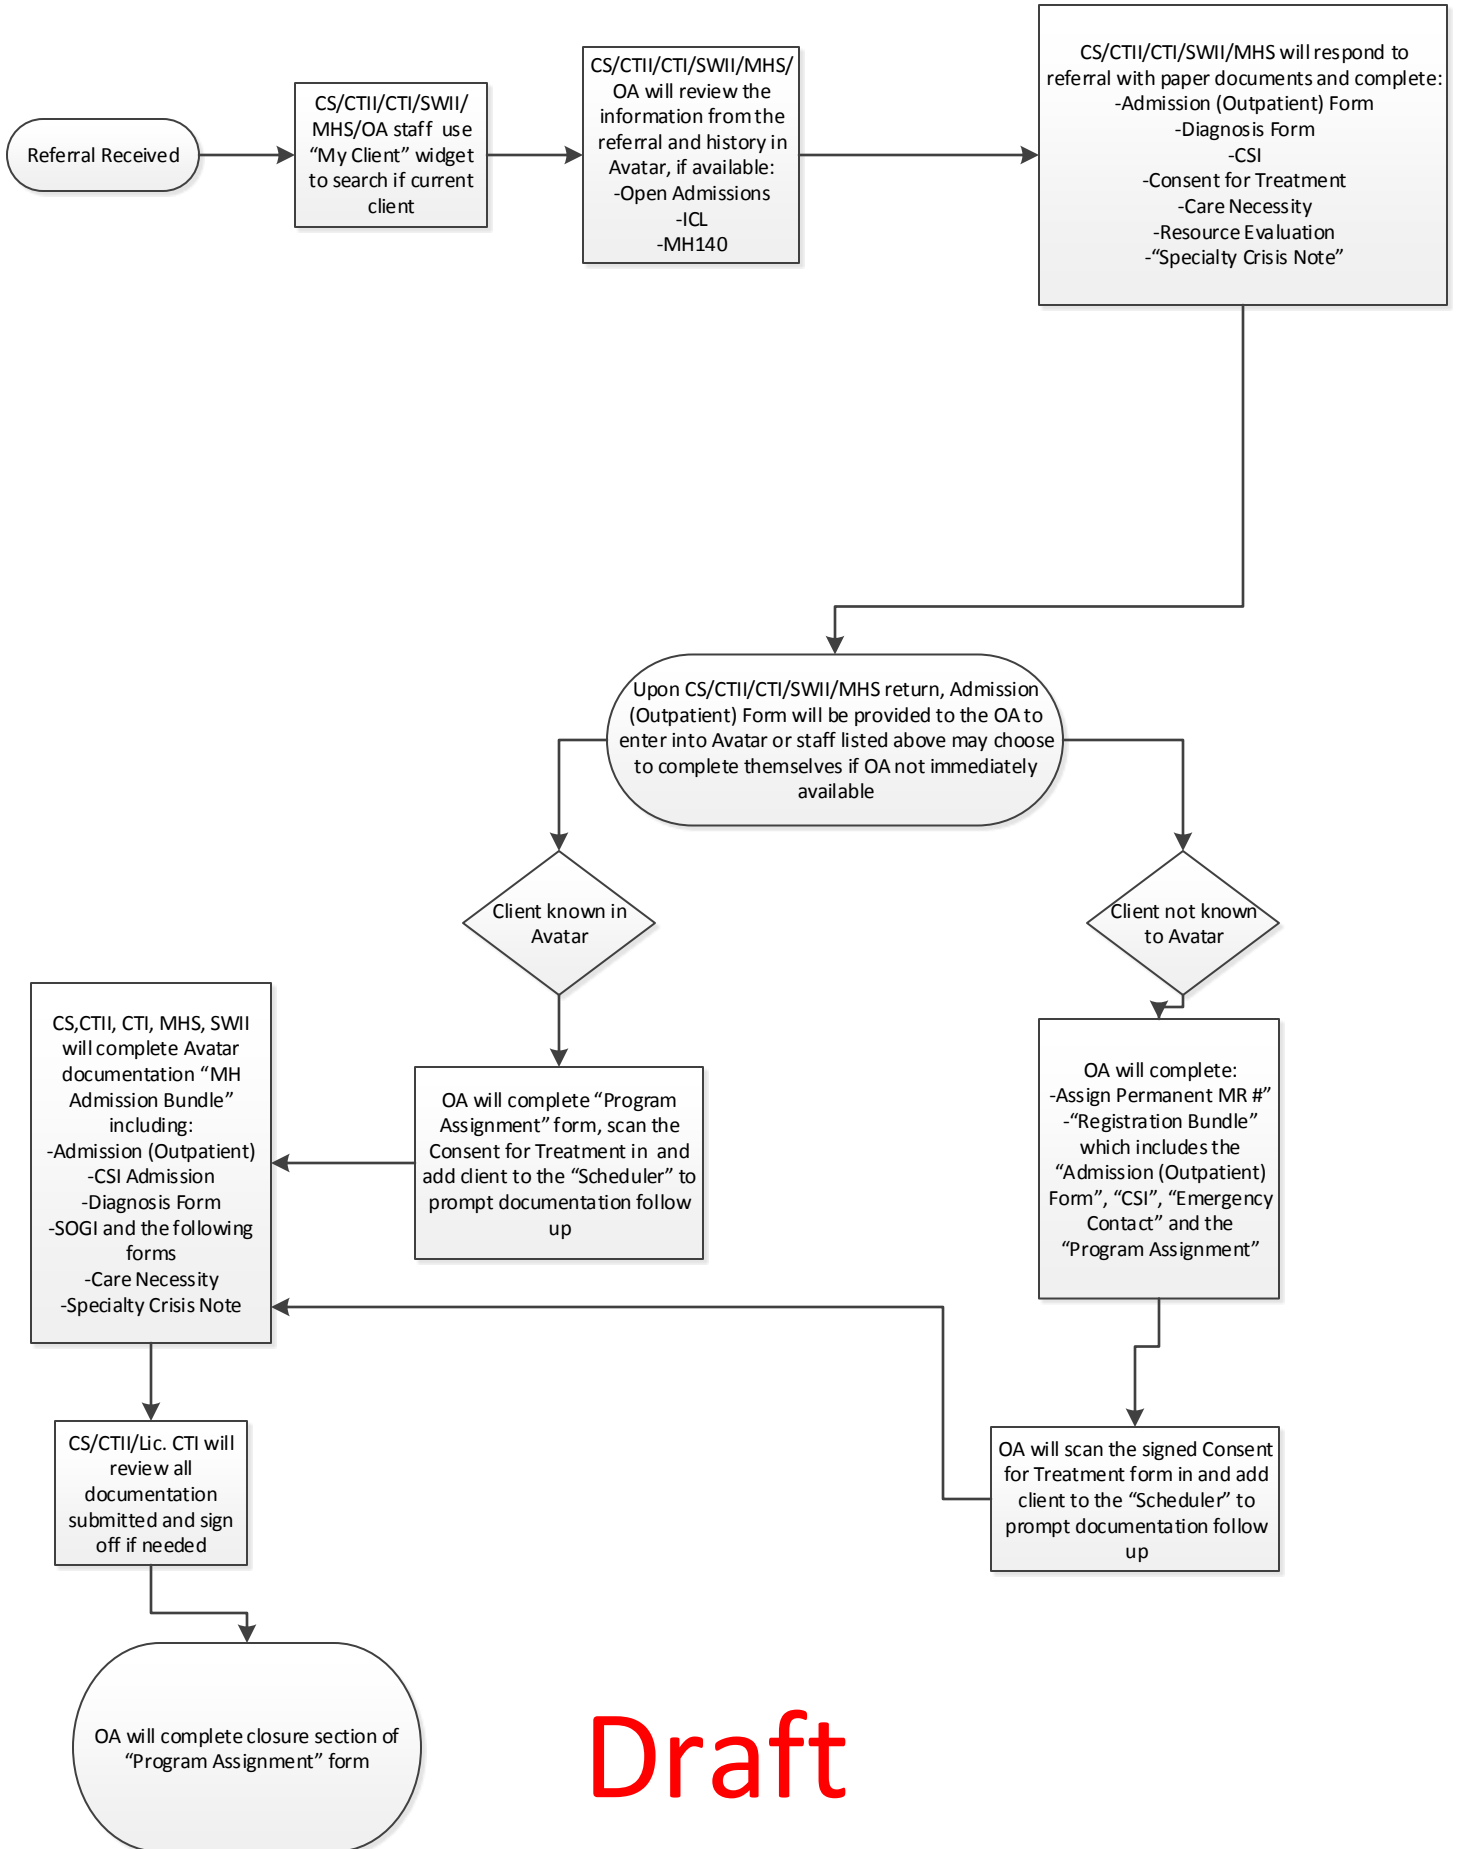 Referral Received
CS/CTII/CTI/SWII/
MHS/OA staff use
“My Client” widget
to search if current
client
CS/CTII/CTI/SWII/MHS/
OA will review the
information from the
referral and history in
Avatar, if available:
-Open Admissions
-ICL
-MH140
CS/CTII/CTI/SWII/MHS will respond to
referral with paper documents and complete:
-Admission (Outpatient) Form
-Diagnosis Form
-CSI
-Consent for Treatment
-Care Necessity
-Resource Evaluation
-“Specialty Crisis Note”
Upon CS/CTII/CTI/SWII/MHS return, Admission
(Outpatient) Form will be provided to the OA to
enter into Avatar or staff listed above may choose
to complete themselves if OA not immediately
available
Client known in
Avatar
Client not known
to Avatar
CS,CTII, CTI, MHS, SWII
will complete Avatar
documentation “MH
Admission Bundle”
including:
-Admission (Outpatient)
-CSI Admission
-Diagnosis Form
-SOGI and the following
forms
-Care Necessity
-Specialty Crisis Note
OA will complete “Program
Assignment” form, scan the
Consent for Treatment in and
add client to the “Scheduler” to
prompt documentation follow
up
OA will complete:
-Assign Permanent MR #”
-“Registration Bundle”
which includes the
“Admission (Outpatient)
Form”, “CSI”, “Emergency
Contact” and the
“Program Assignment”
CS/CTII/Lic. CTI will
review all
documentation
submitted and sign
off if needed
OA will scan the signed Consent
for Treatment form in and add
client to the “Scheduler” to
prompt documentation follow
up
OA will complete closure section of
“Program Assignment” form
Draft